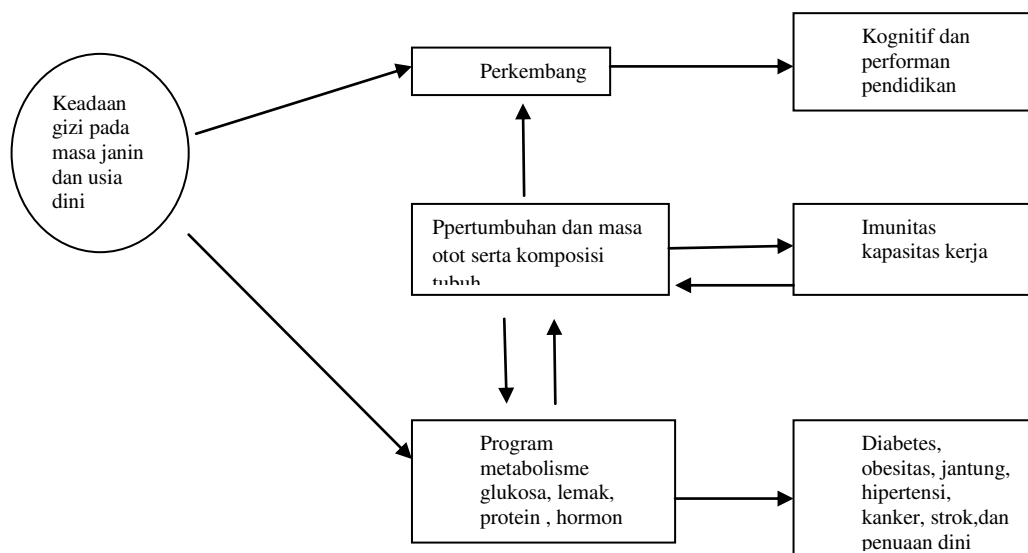 Keadaan
gizi pada
masa janin
dan usia
dini
Perkembang
Kognitif dan
performan
pendidikan
Ppertumbuhan dan masa
otot serta komposisi
tubuh
Imunitas
kapasitas kerja
Program
metabolisme
glukosa, lemak,
protein , hormon
Diabetes,
obesitas, jantung,
hipertensi,
kanker, strok,dan
penuaan dini